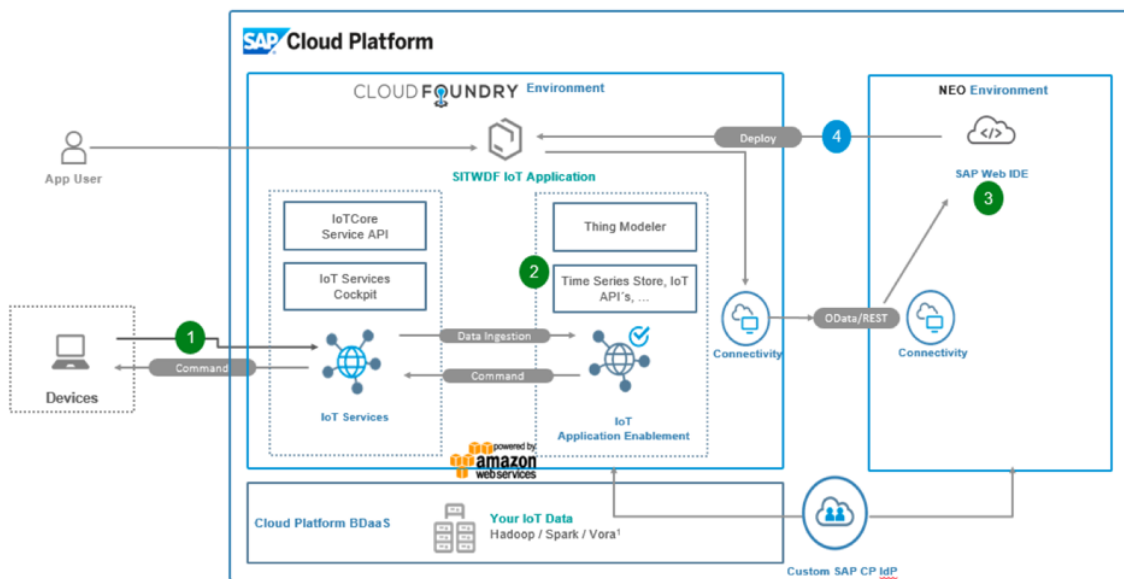 SAP Cloud Platform
CLOUD FOUNDRY Environment
NEO Environment
Deploy
4
</>
App User
SITWDF IoT Application
SAP Web IDE
3
IoTCore
Service API
Thing Modeler
2
IoT Services
Cockpit
Time Series Store, IoT
API´s, ...
1
Data Ingestion
OData/REST
Connectivity
Connectivity
Command
Command
Devices
IoT Services
IoT
Application Enablement
powered by
amazon
webservices
Cloud Platform BDaaS
Your IoT Data
Hadoop / Spark / Vora¹
Custom SAP CP IdP